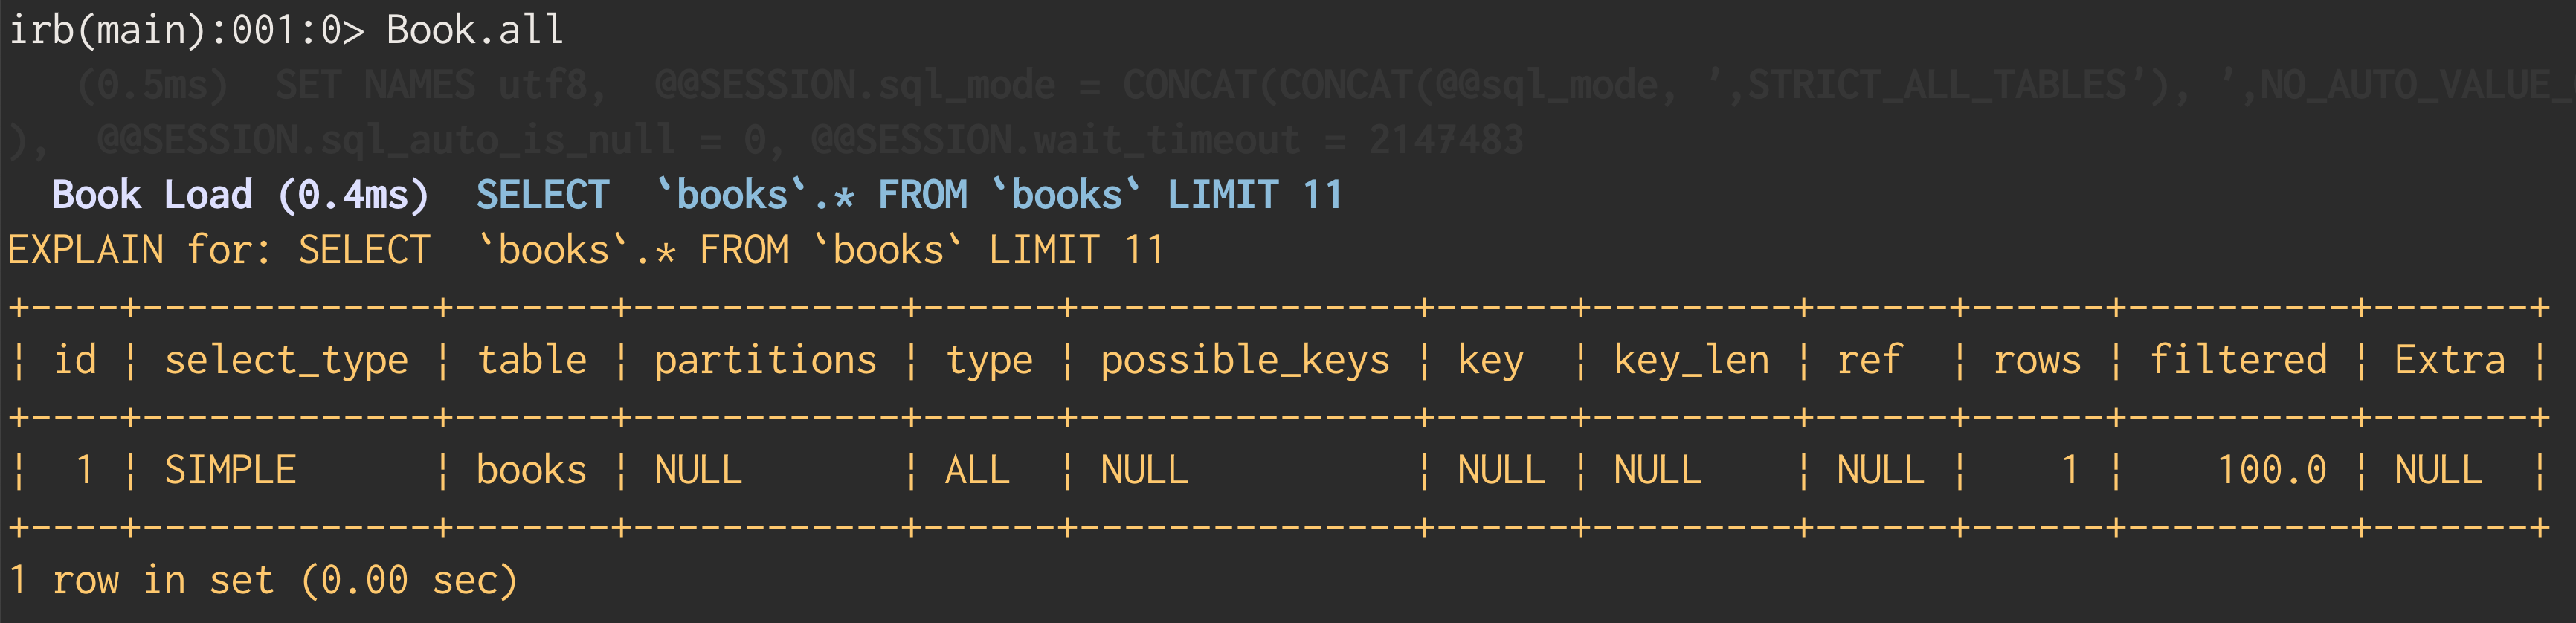 irb(main):001:0> Book.all
   (0.5ms)  SET NAMES utf8,  @@SESSION.sql_mode = CONCAT(CONCAT(@@sql_mode, ',STRICT_ALL_TABLES'), ',NO_AUTO_VALUE_
),  @@SESSION.sql_auto_is_null = 0, @@SESSION.wait_timeout = 2147483
  Book Load (0.4ms)  SELECT  `books`.* FROM `books` LIMIT 11
EXPLAIN for: SELECT  `books`.* FROM `books` LIMIT 11
+----+-------------+-------+------------+------+---------------+------+---------+------+------+----------+-------+
¦ id ¦ select_type ¦ table ¦ partitions ¦ type ¦ possible_keys ¦ key  ¦ key_len ¦ ref  ¦ rows ¦ filtered ¦ Extra ¦
+----+-------------+-------+------------+------+---------------+------+---------+------+------+----------+-------+
¦  1 ¦ SIMPLE      ¦ books ¦ NULL       ¦ ALL  ¦ NULL          ¦ NULL ¦ NULL    ¦ NULL ¦    1 ¦    100.0 ¦ NULL  ¦
+----+-------------+-------+------------+------+---------------+------+---------+------+------+----------+-------+
1 row in set (0.00 sec)